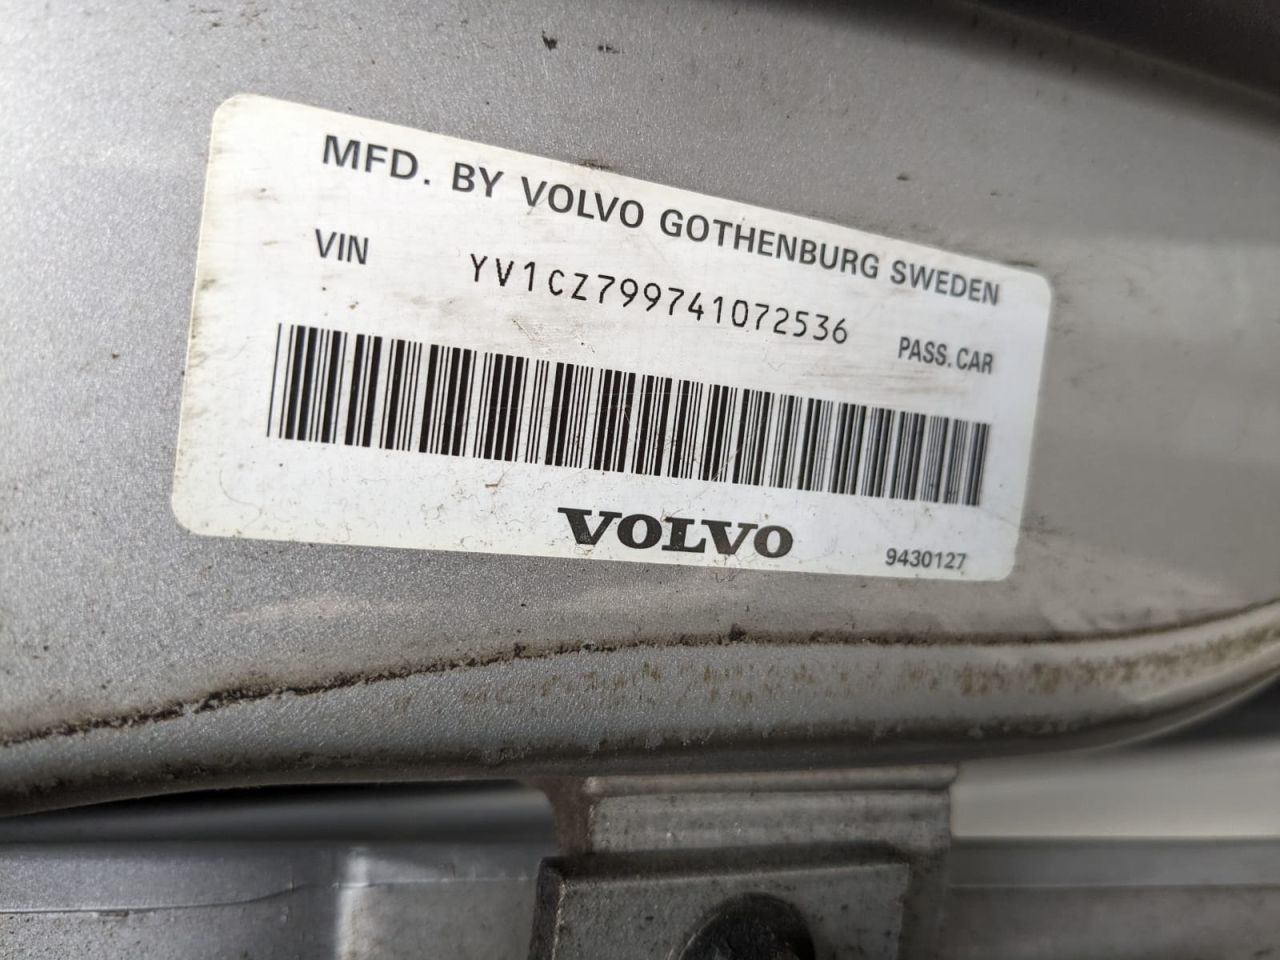 MFD. BY VOLVO GOTHENBURG SWEDEN
VIN YV1CZ799741072536 PASS. CAR
VOLVO
9430127